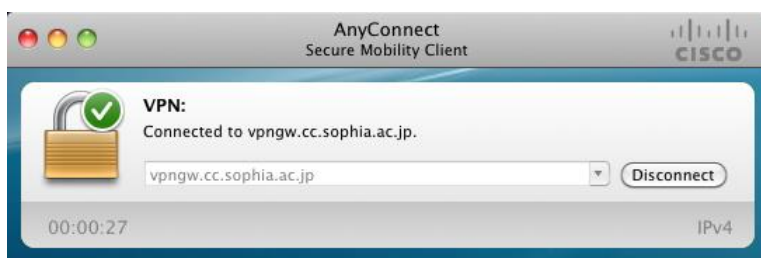 AnyConnect
Secure Mobility Client
CISCO
VPN:
Connected to vpngw.cc.sophia.ac.jp.
vpngw.cc.sophia.ac.jp
Disconnect
00:00:27
IPv4